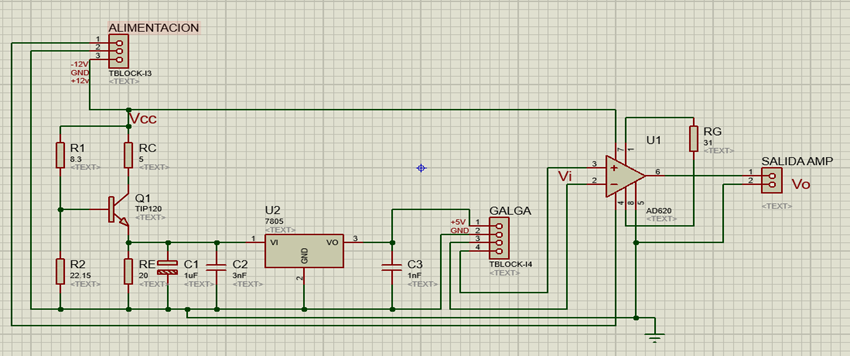 ALIMENTACION
1
2
3
-12V
GND
+12v
TBLOCK-I3
<TEXT>
Vcc
R1
8.3
<TEXT>
RC
5
<TEXT>
Q1
TIP120
<TEXT>
R2
22.15
<TEXT>
RE
20
<TEXT>
C1
1uF
<TEXT>
C2
3nF
<TEXT>
U2
7805
<TEXT>
1
VI
VO
3
GND
2
C3
1nF
<TEXT>
GALGA
+5V
GND
1
2
3
4
TBLOCK-I4
<TEXT>
Vi
3
2
6
7
1
4
8
5
U1
AD620
<TEXT>
RG
31
<TEXT>
SALIDA AMP
1
2
Vo
<TEXT>